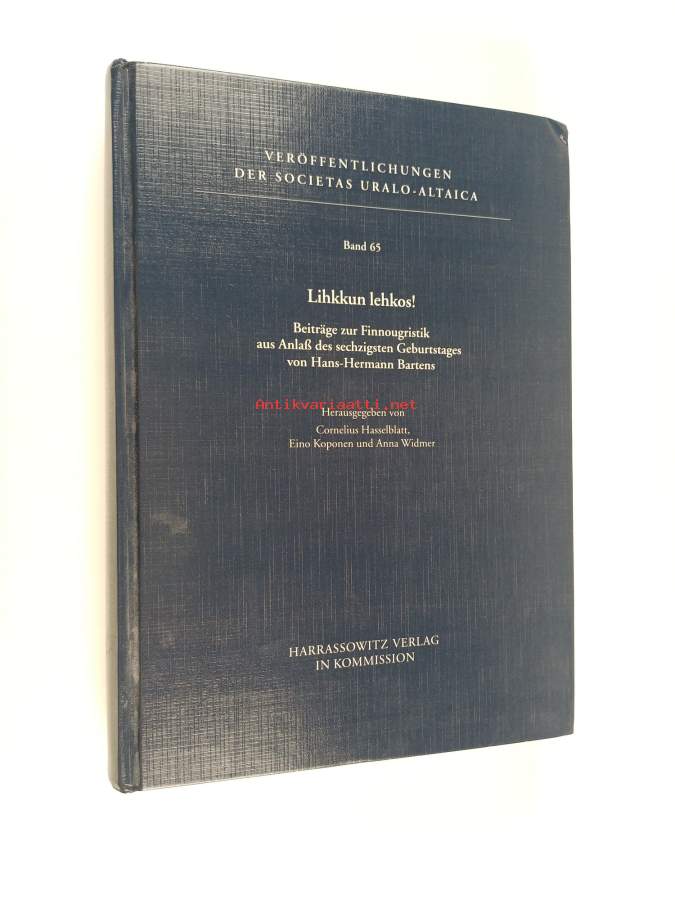 VERÖFFENTLICHUNGEN
DER SOCIETAS URALO-ALTAICA
Band 65
Lihkkun lehkos!
Beiträge zur Finnougristik
aus Anlaß des sechzigsten Geburtstages
von Hans-Hermann Bartens
Antikvariaatti.net
Herausgegeben von
Cornelius Hasselblatt,
Eino Koponen und Anna Widmer
HARRASSOWITZ VERLAG
IN KOMMISSION